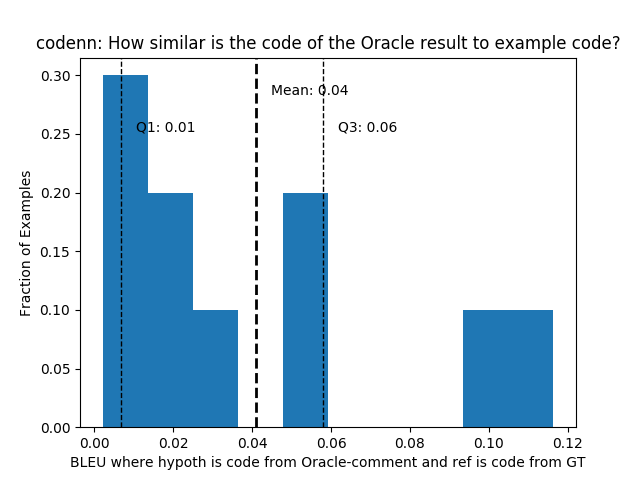 codenn: How similar is the code of the Oracle result to example code?
0.30
0.25
0.20
0.15
0.10
0.05
0.00
Fraction of Examples
Mean: 0.04
Q1: 0.01
Q3: 0.06
0.00 0.02 0.04 0.06 0.08 0.10 0.12
BLEU where hypoth is code from Oracle-comment and ref is code from GT